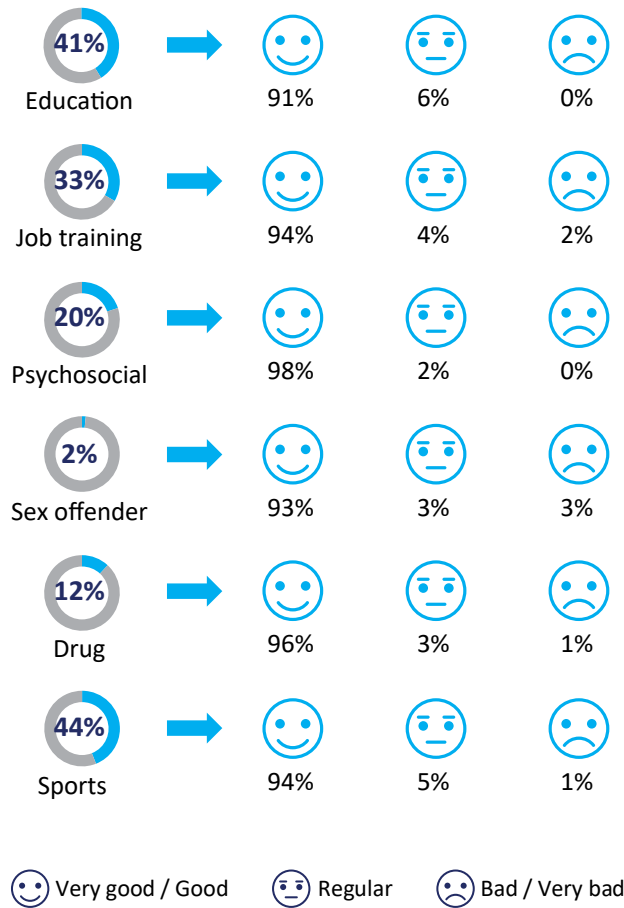 41%
Education
91% 6% 0%
33%
Job training
94% 4% 2%
20%
Psychosocial
98% 2% 0%
2%
Sex offender
93% 3% 3%
12%
Drug
96% 3% 1%
44%
Sports
94% 5% 1%
Very good / Good Regular Bad / Very bad